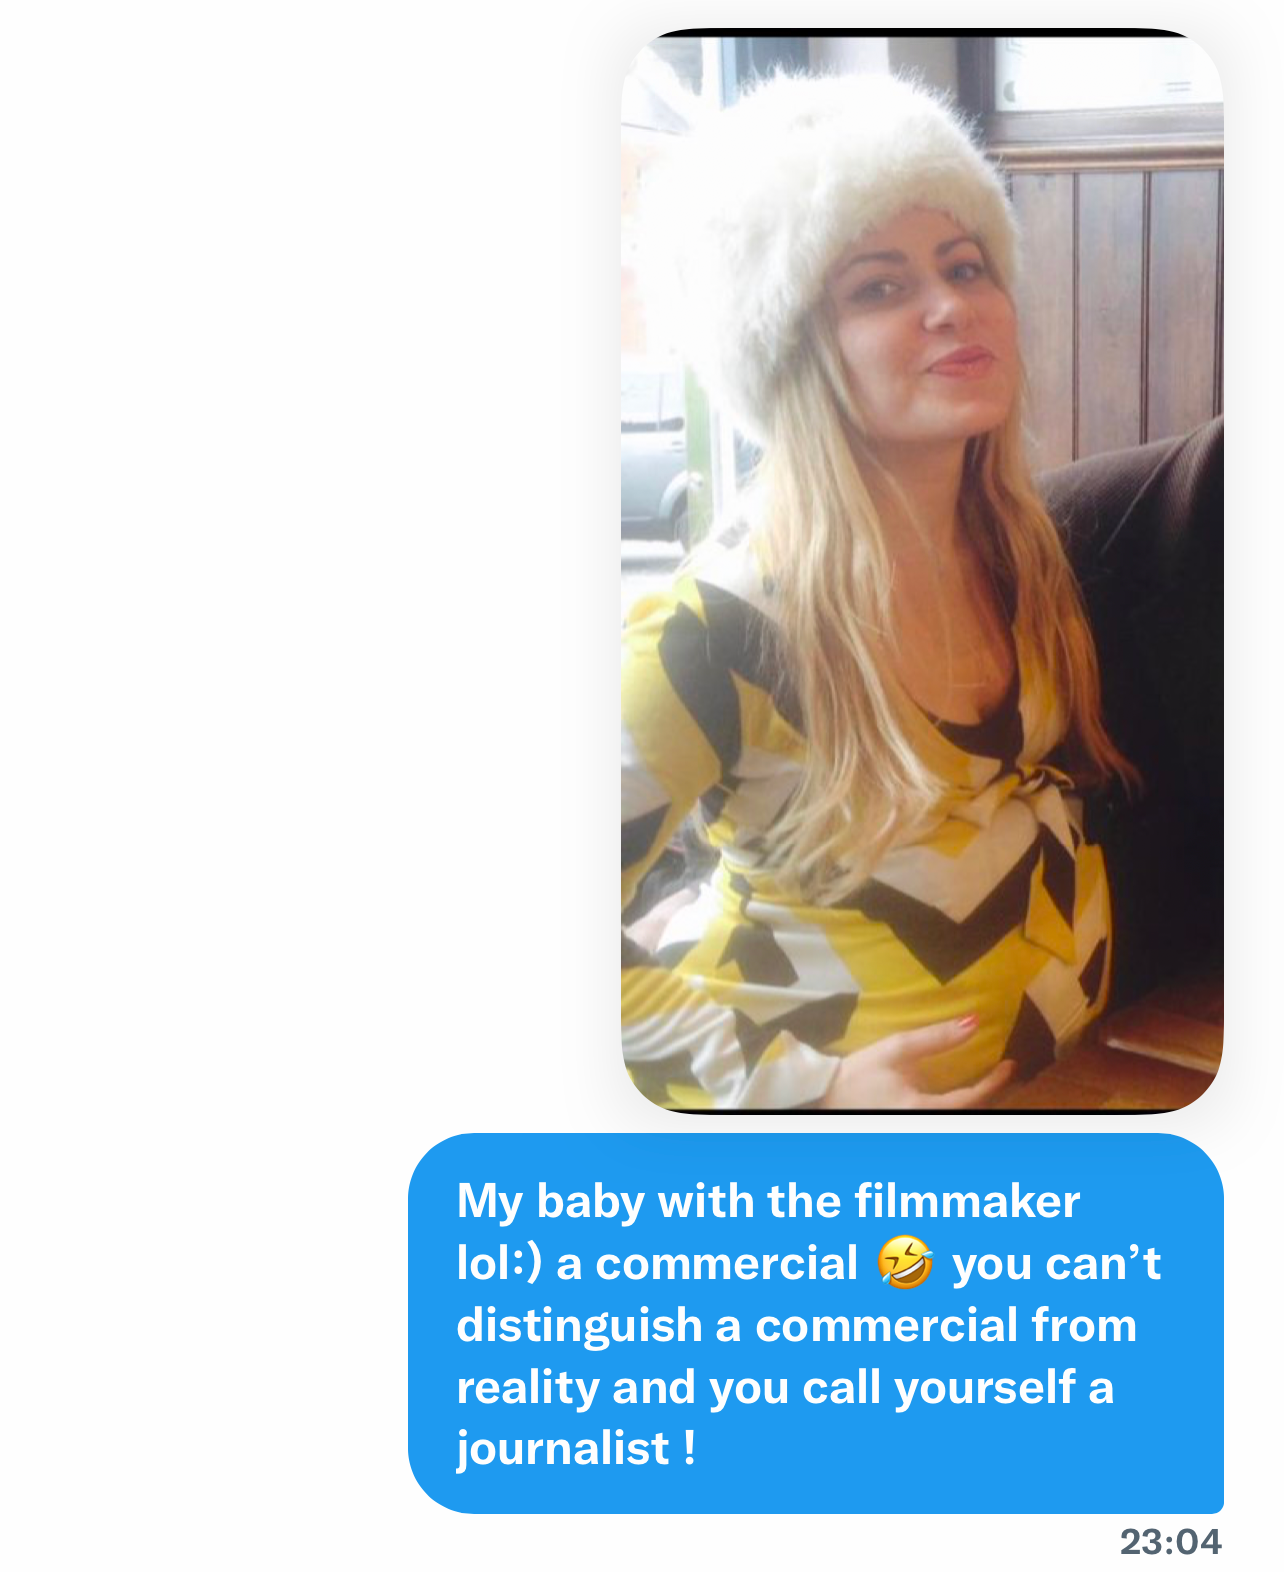 My baby with the filmmaker
lol:) a commercial 🤣 you can’t
distinguish a commercial from
reality and you call yourself a
journalist !
23:04